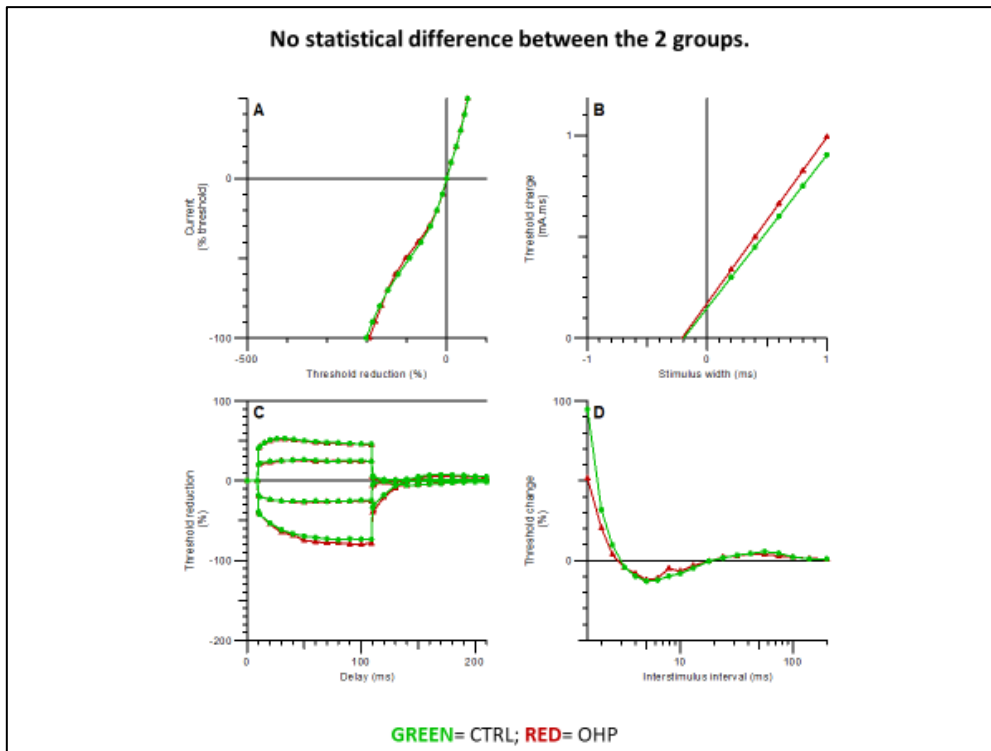 No statistical difference between the 2 groups.
A
0
-100
-500
0
Current
(% threshold)
Threshold reduction (%)
B
1
0
-1
0
1
Threshold charge
(mA.ms)
Stimulus width (ms)
C
100
0
-100
-200
0
100
200
Threshold reduction
(%)
Delay (ms)
D
100
0
10
100
Threshold change
(%)
Interstimulus interval (ms)
GREEN= CTRL; RED= OHP